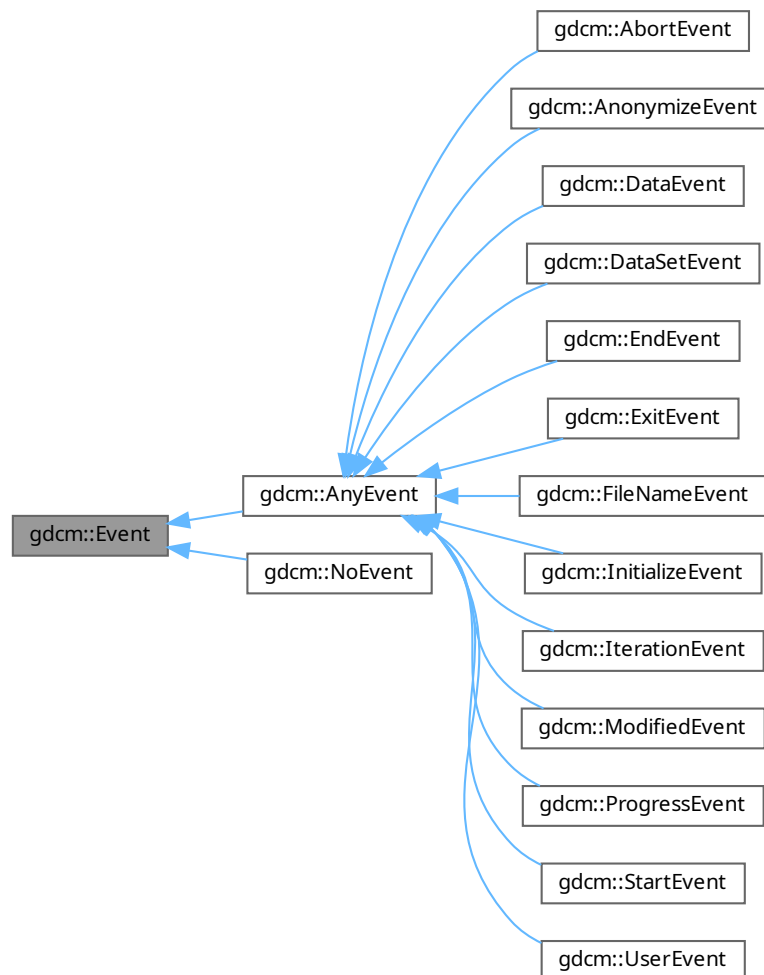 gdcm::AbortEvent
gdcm::AnonymizeEvent
gdcm::DataEvent
gdcm::DataSetEvent
gdcm::EndEvent
gdcm::ExitEvent
gdcm::AnyEvent
gdcm::FileNameEvent
gdcm::Event
gdcm::NoEvent
gdcm::InitializeEvent
gdcm::IterationEvent
gdcm::ModifiedEvent
gdcm::ProgressEvent
gdcm::StartEvent
gdcm::UserEvent